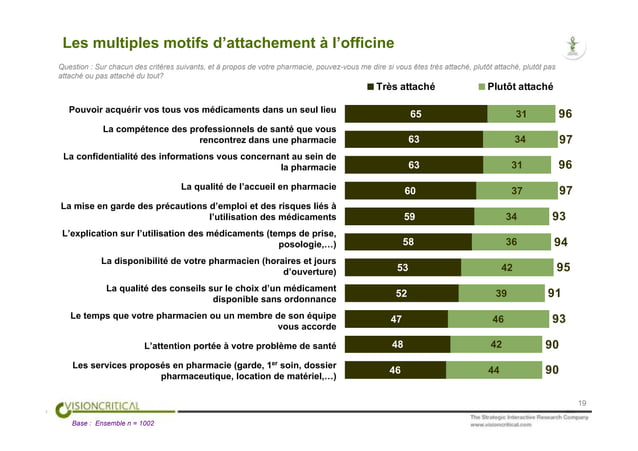 Les multiples motifs d’attachement à l’officine
Question : Sur chacun des critères suivants, et à propos de votre pharmacie, pouvez-vous me dire si vous êtes très attaché, plutôt attaché, plutôt pas
attaché ou pas attaché du tout?
Très attaché Plutôt attaché
Pouvoir acquérir vos tous vos médicaments dans un seul lieu 65 31 96
La compétence des professionnels de santé que vous
rencontrez dans une pharmacie 63 34 97
La confidentialité des informations vous concernant au sein de
la pharmacie 63 31 96
La qualité de l’accueil en pharmacie 60 37 97
La mise en garde des précautions d’emploi et des risques liés à
l’utilisation des médicaments 59 34 93
L’explication sur l’utilisation des médicaments (temps de prise,
posologie,…) 58 36 94
La disponibilité de votre pharmacien (horaires et jours
d’ouverture) 53 42 95
La qualité des conseils sur le choix d’un médicament
disponible sans ordonnance 52 39 91
Le temps que votre pharmacien ou un membre de son équipe
vous accorde 47 46 93
L’attention portée à votre problème de santé 48 42 90
Les services proposés en pharmacie (garde, 1er soin, dossier
pharmaceutique, location de matériel,…) 46 44 90
19
VISIONCRITICAL
The Strategic Interactive Research Company
www.visioncritical.com
Base : Ensemble n = 1002